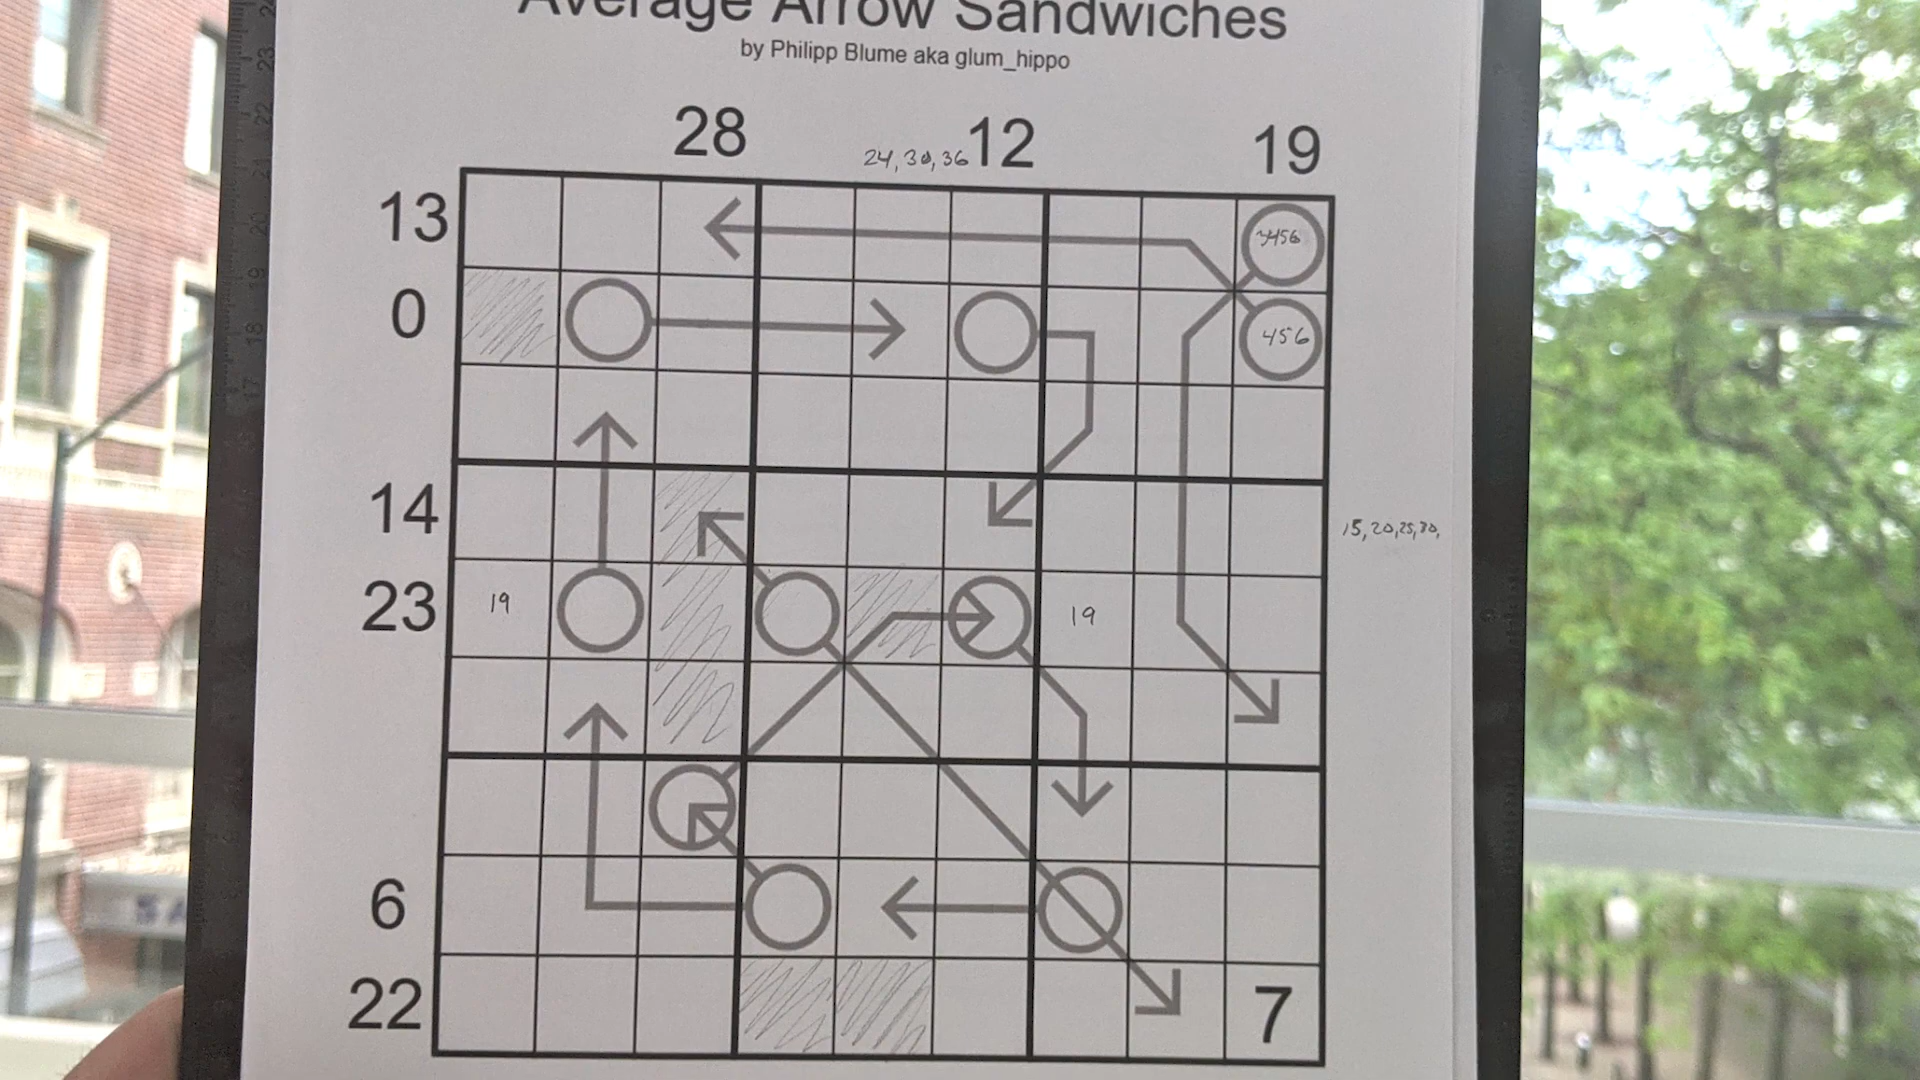 Average Arrow Sandwiches
by Philipp Blume aka glum_hippo
28 24, 30, 36 12 19
13 3456
0 456
14 15, 20, 25, 30,
23 19 19
6
22 7